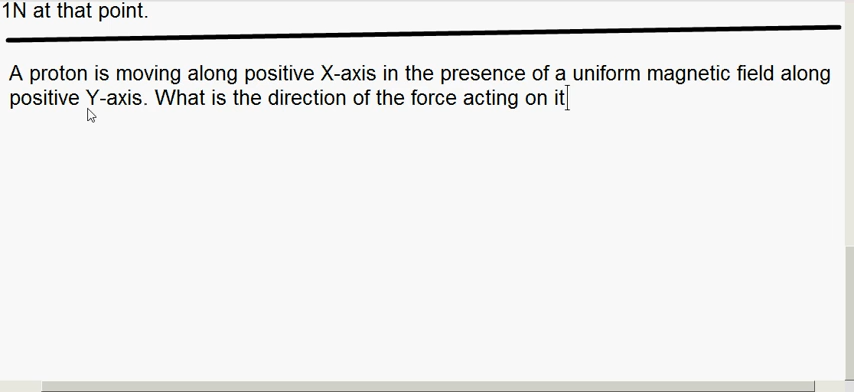 1N at that point.
A proton is moving along positive X-axis in the presence of a uniform magnetic field along
positive Y-axis. What is the direction of the force acting on it